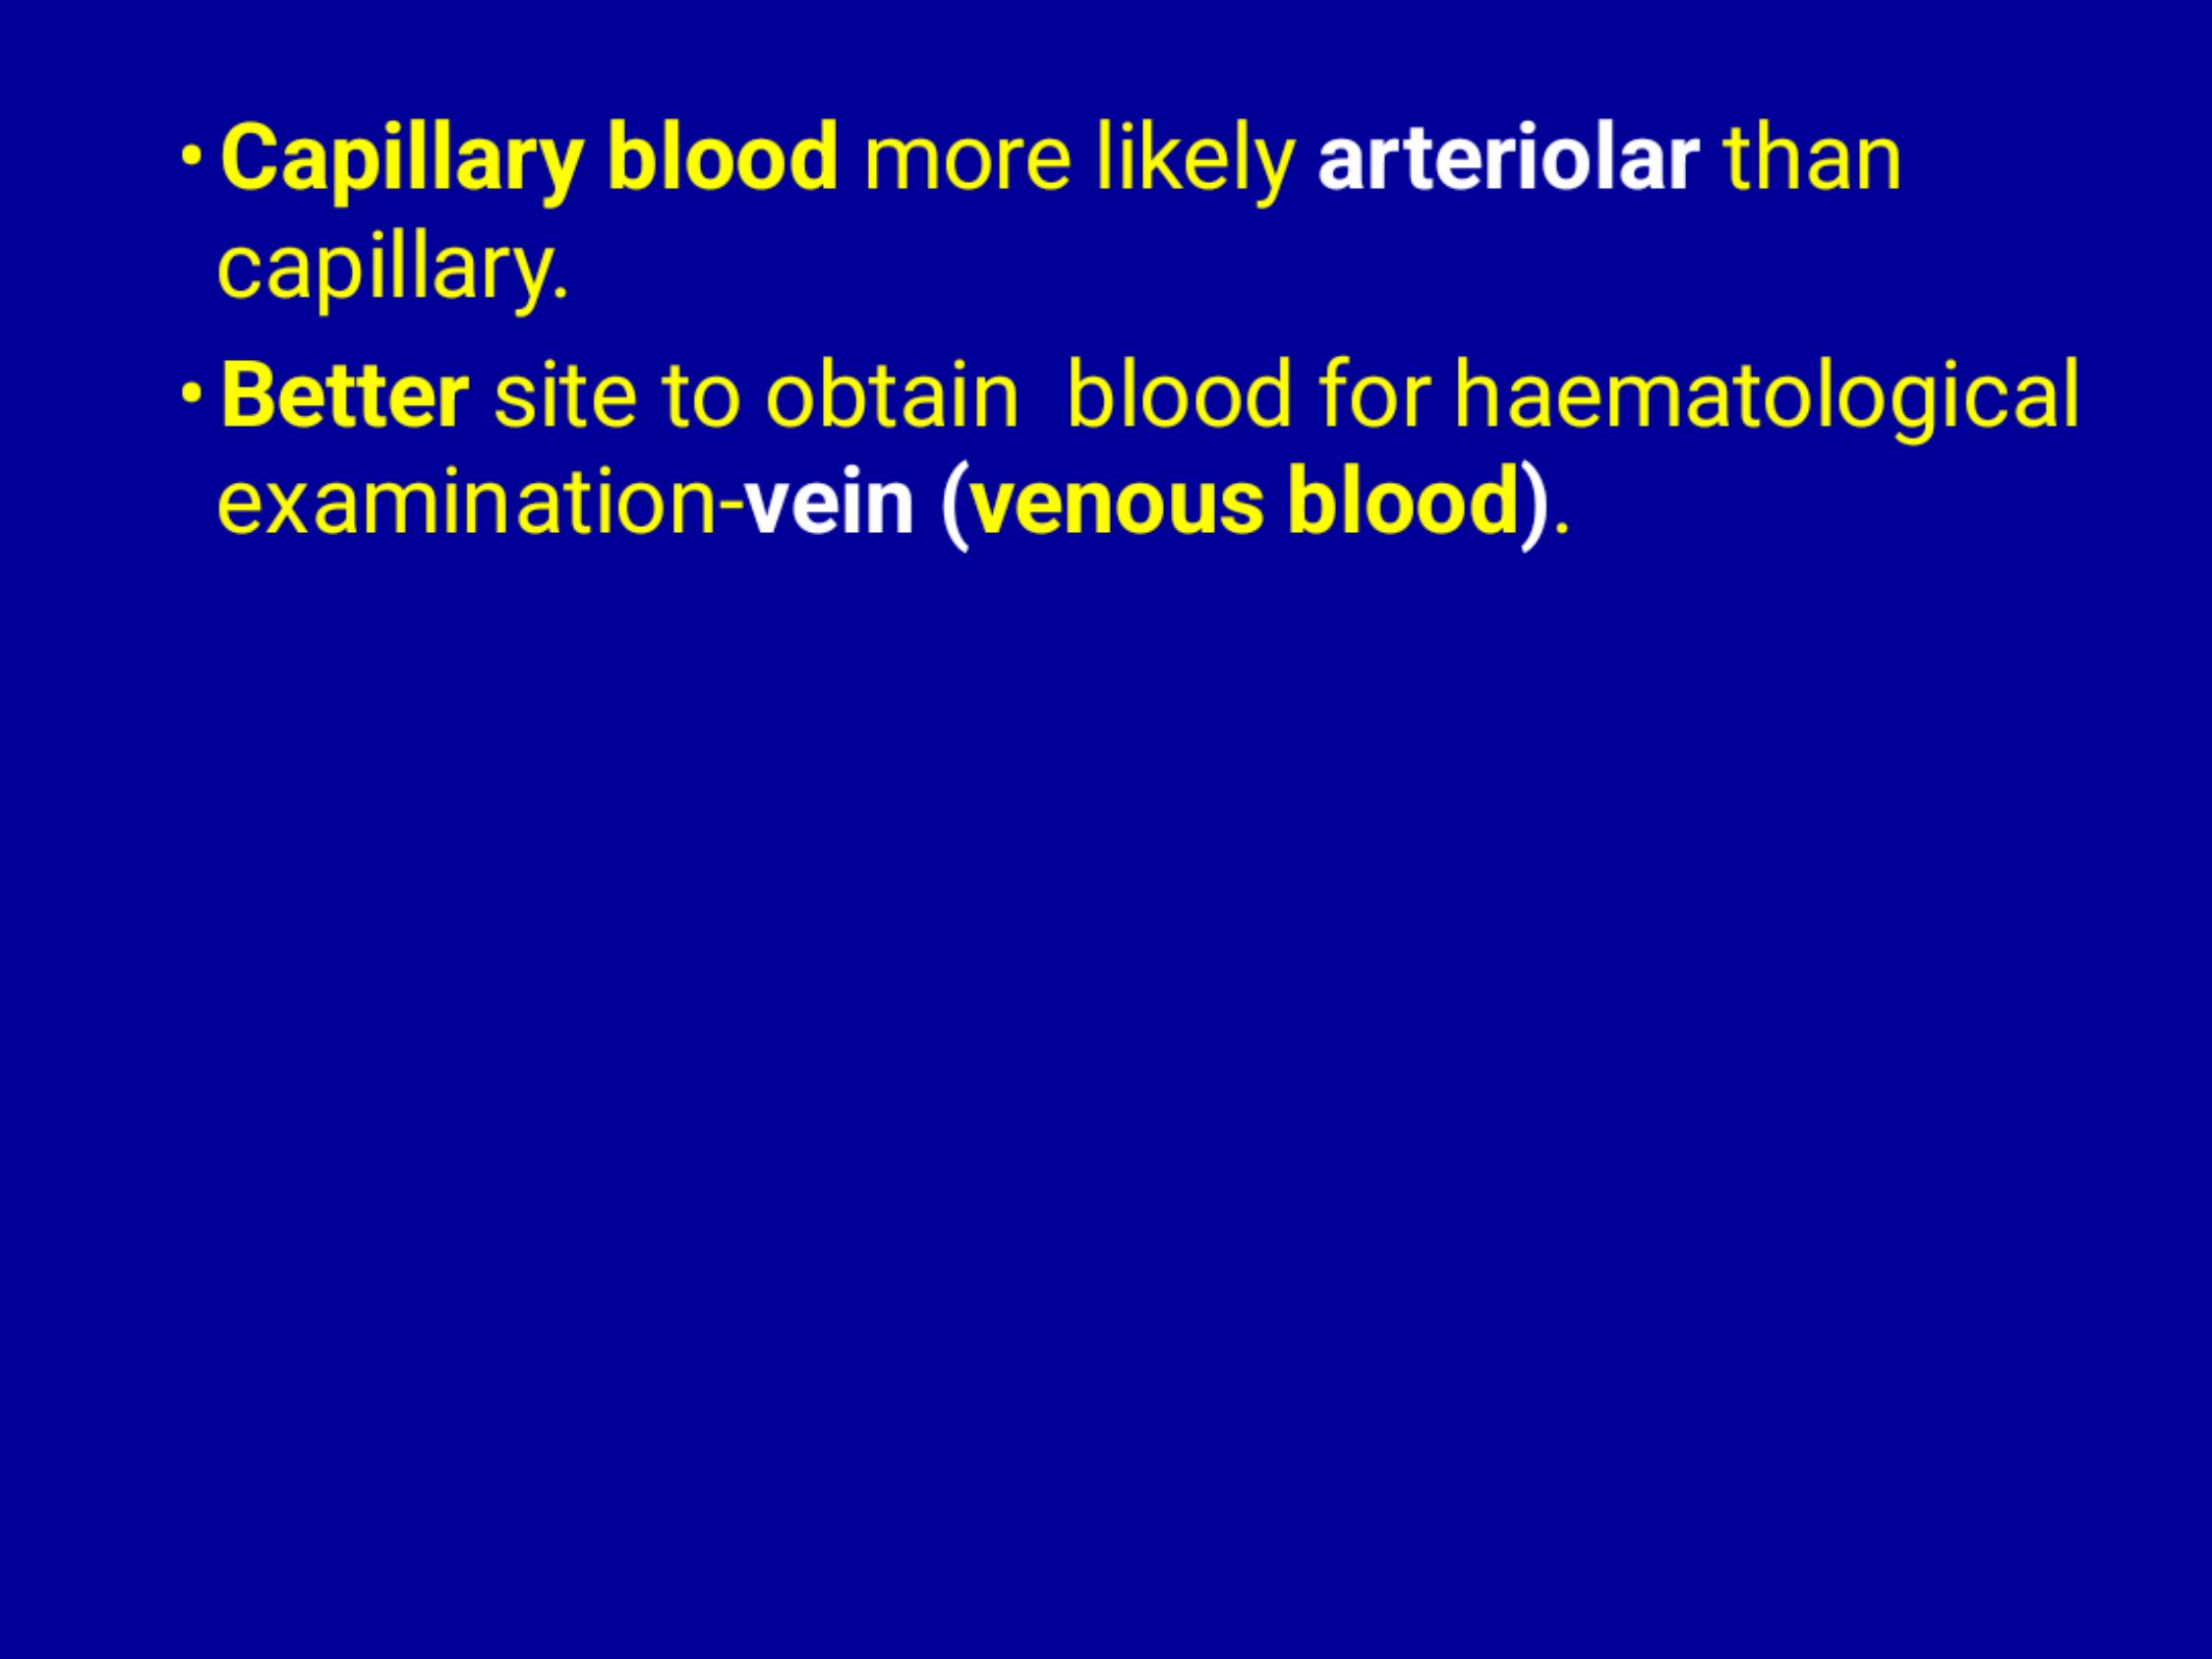 • Capillary blood more likely arteriolar than
capillary.
• Better site to obtain  blood for haematological
examination-vein (venous blood).